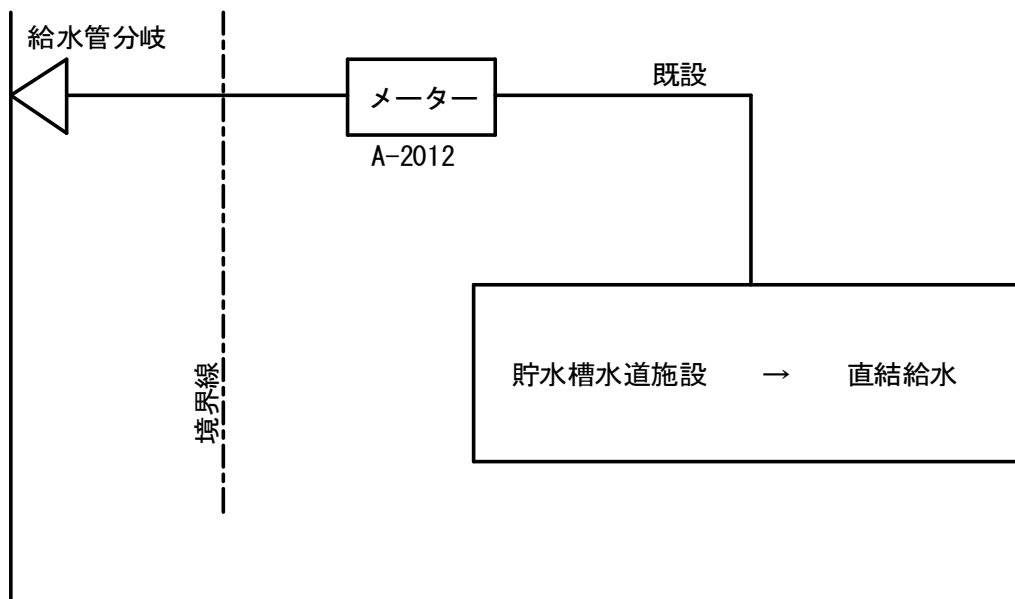 給水管分岐
既設
メーター
A-2012
境界線
貯水槽水道施設 → 直結給水